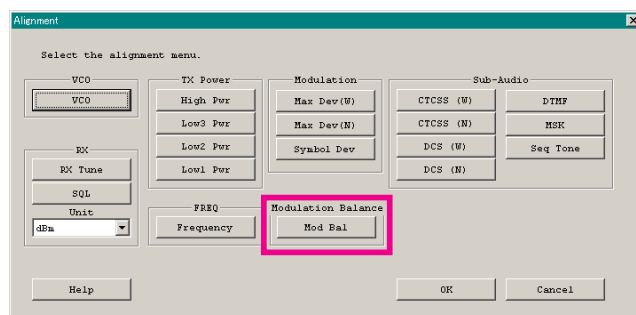 Alignment
Select the alignment menu.
VCO
VCO
TX Power
High Pwr
Low3 Pwr
Low2 Pwr
Low1 Pwr
Modulation
Max Dev(W)
Max Dev(N)
Symbol Dev
Sub-Audio
CTCSS (W)
DTMF
CTCSS (N)
MSK
DCS (W)
Seq Tone
DCS (N)
RX
RX Tune
SQL
Unit
dBm
FREQ
Frequency
Modulation Balance
Mod Bal
Help
OK
Cancel